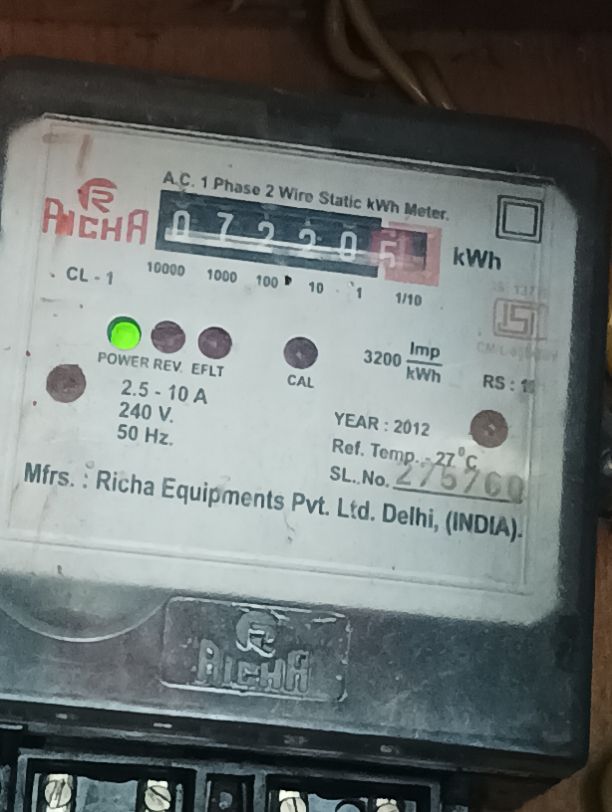 A.C. 1 Phase 2 Wire Static kWh Meter.
RICHA
0 7 2 2 0 5
kWh
CL - 1
10000 1000 100 10 1 1/10
POWER REV. EFLT
CAL
3200 Imp/kWh
RS :
2.5 - 10 A
240 V.
50 Hz.
YEAR : 2012
Ref. Temp. - 27°C
SL. No. 275760
Mfrs. : Richa Equipments Pvt. Ltd. Delhi, (INDIA).
RICHA